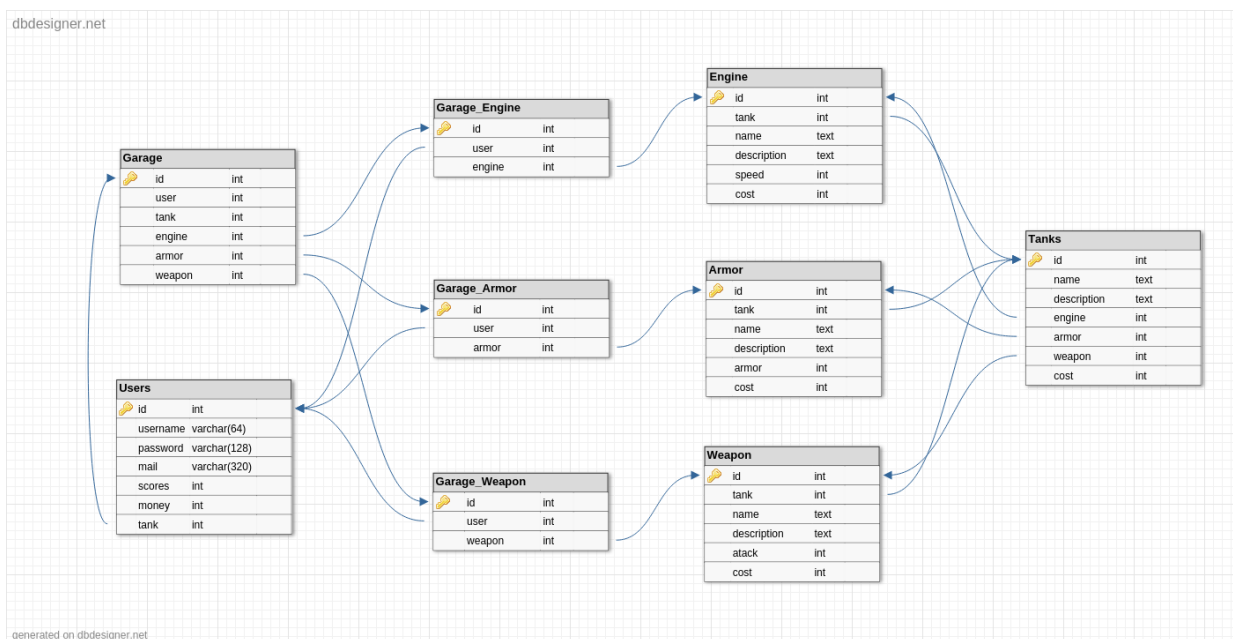 dbdesigner.net
Garage
id int
user int
tank int
engine int
armor int
weapon int
Users
id int
username varchar(64)
password varchar(128)
mail varchar(320)
scores int
money int
tank int
Garage_Engine
id int
user int
engine int
Garage_Armor
id int
user int
armor int
Garage_Weapon
id int
user int
weapon int
Engine
id int
tank int
name text
description text
speed int
cost int
Armor
id int
tank int
name text
description text
armor int
cost int
Weapon
id int
tank int
name text
description text
atack int
cost int
Tanks
id int
name text
description text
engine int
armor int
weapon int
cost int
generated on dbdesigner.net